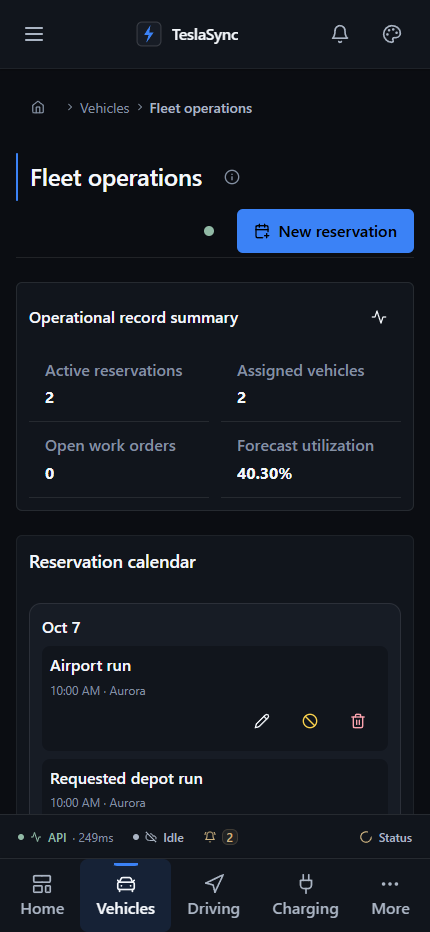 TeslaSync
Vehicles Fleet operations
Fleet operations
New reservation
Operational record summary
Active reservations
2
Assigned vehicles
2
Open work orders
0
Forecast utilization
40.30%
Reservation calendar
Oct 7
Airport run
10:00 AM · Aurora
Requested depot run
10:00 AM · Aurora
API · 249ms Idle 2 Status
Home Vehicles Driving Charging More